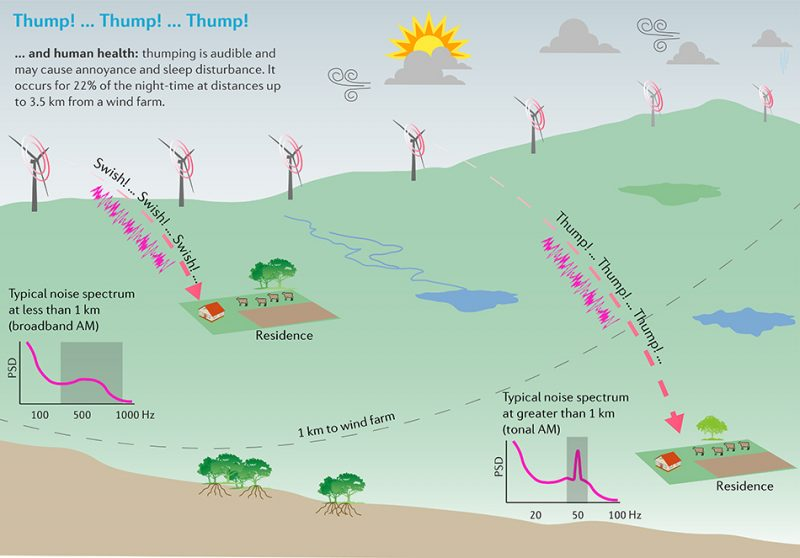 Thump! ... Thump! ... Thump!
... and human health: thumping is audible and
may cause annoyance and sleep disturbance. It
occurs for 22% of the night-time at distances up
to 3.5 km from a wind farm.
Swish! ... Swish! ... Swish! ...
Thump! ... Thump! ... Thump! ...
Typical noise spectrum
at less than 1 km
(broadband AM)
PSD
100 500 1000 Hz
Residence
1 km to wind farm
Typical noise spectrum
at greater than 1 km
(tonal AM)
PSD
20 50 100 Hz
Residence